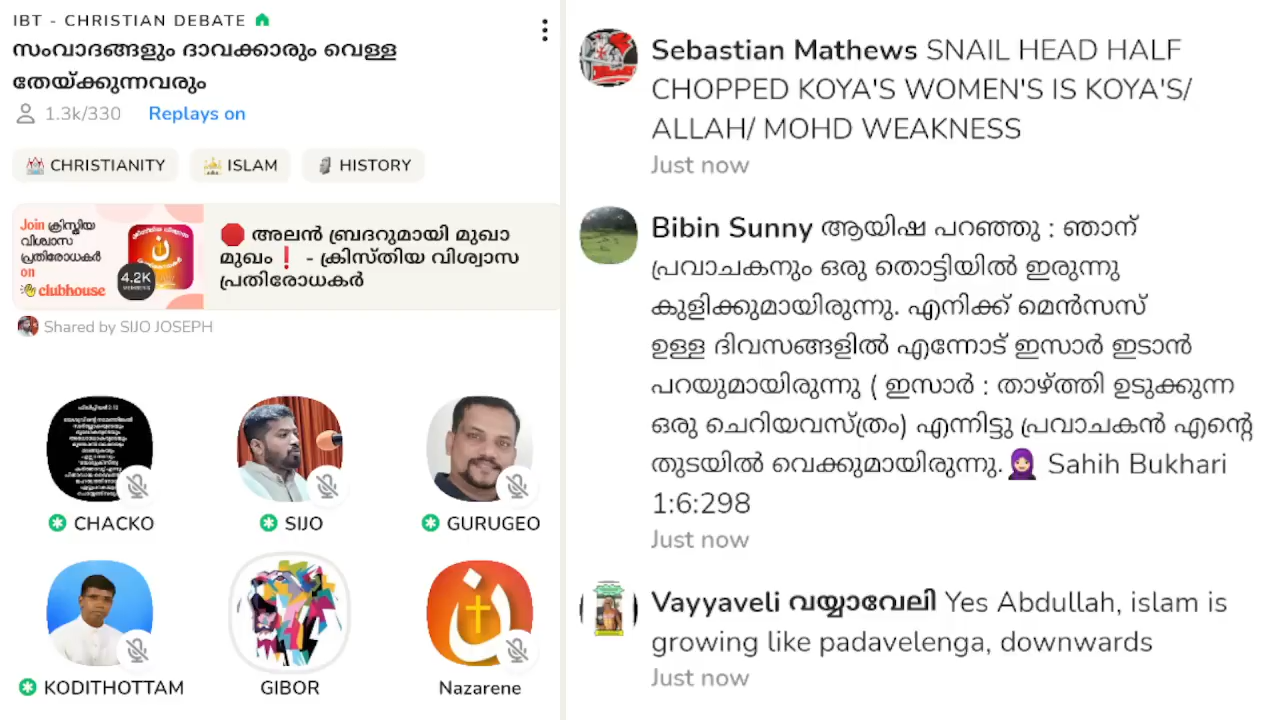 IBT - CHRISTIAN DEBATE
സംവാദങ്ങളും ദാവക്കാരും വെള്ള
തേയ്ക്കുന്നവരും
1.3k/330 Replays on
CHRISTIANITY ISLAM HISTORY
Join ക്രിസ്തിയ
വിശ്വാസ
പ്രതിരോധകർ
on
clubhouse
4.2K
MEMBERS
🛑 അലൻ ബ്രദറുമായി മുഖാ
മുഖം❗ - ക്രിസ്തിയ വിശ്വാസ
പ്രതിരോധകർ
Shared by SIJO JOSEPH
CHACKO SIJO GURUGEO
KODITHOTTAM GIBOR Nazarene
Sebastian Mathews SNAIL HEAD HALF
CHOPPED KOYA'S WOMEN'S IS KOYA'S/
ALLAH/ MOHD WEAKNESS
Just now
Bibin Sunny ആയിഷ പറഞ്ഞു : ഞാന്
പ്രവാചകനും ഒരു തൊട്ടിയിൽ ഇരുന്നു
കുളിക്കുമായിരുന്നു. എനിക്ക് മെൻസസ്
ഉള്ള ദിവസങ്ങളിൽ എന്നോട് ഇസാർ ഇടാൻ
പറയുമായിരുന്നു ( ഇസാർ : താഴ്ത്തി ഉടുക്കുന്ന
ഒരു ചെറിയവസ്ത്രം) എന്നിട്ടു പ്രവാചകൻ എന്റെ
തുടയിൽ വെക്കുമായിരുന്നു.🧕🏻 Sahih Bukhari
1:6:298
Just now
Vayyaveli വയ്യാവേലി Yes Abdullah, islam is
growing like padavelenga, downwards
Just now